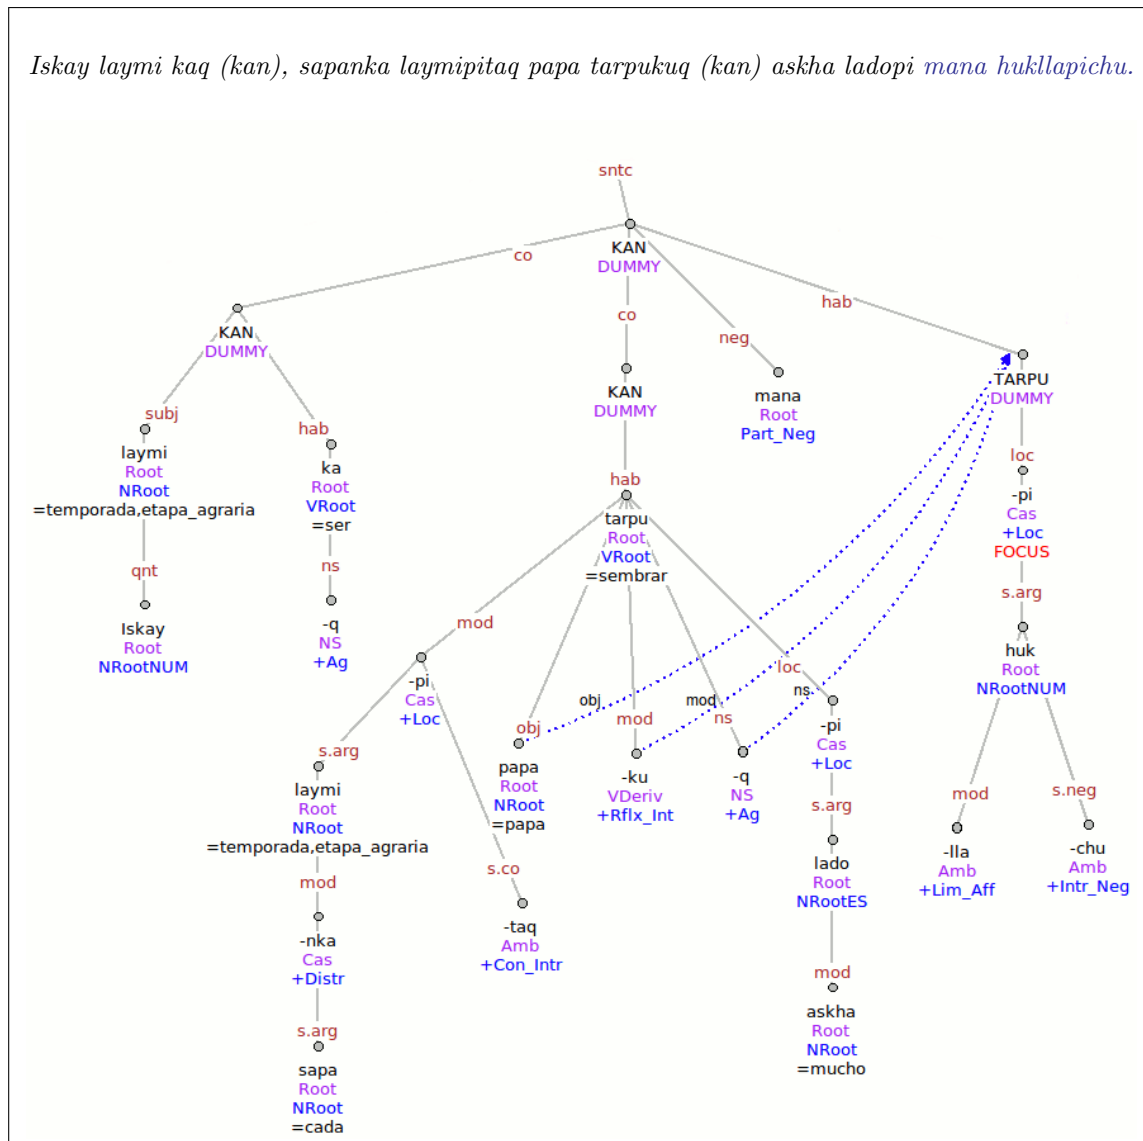 Iskay laymi kaq (kan), sapanka laymipitaq papa tarpukuq (kan) askha ladopi mana hukllapichu.
sntc
KAN
DUMMY
co
co
neg
hab
KAN
DUMMY
subj
hab
laymi
Root
NRoot
=temporada,etapa_agraria
qnt
Iskay
Root
NRootNUM
ka
Root
VRoot
=ser
ns
-q
NS
+Ag
KAN
DUMMY
hab
tarpu
Root
VRoot
=sembrar
mod
obj
mod
ns
loc
mana
Root
Part_Neg
TARPU
DUMMY
loc
-pi
Cas
+Loc
FOCUS
s.arg
huk
Root
NRootNUM
mod
s.neg
-lla
Amb
+Lim_Aff
-chu
Amb
+Intr_Neg
obj
mod
ns
-pi
Cas
+Loc
s.arg
s.co
laymi
Root
NRoot
=temporada,etapa_agraria
mod
-nka
Cas
+Distr
s.arg
sapa
Root
NRoot
=cada
-taq
Amb
+Con_Intr
papa
Root
NRoot
=papa
-ku
VDeriv
+Rflx_Int
-q
NS
+Ag
-pi
Cas
+Loc
s.arg
lado
Root
NRootES
mod
askha
Root
NRoot
=mucho